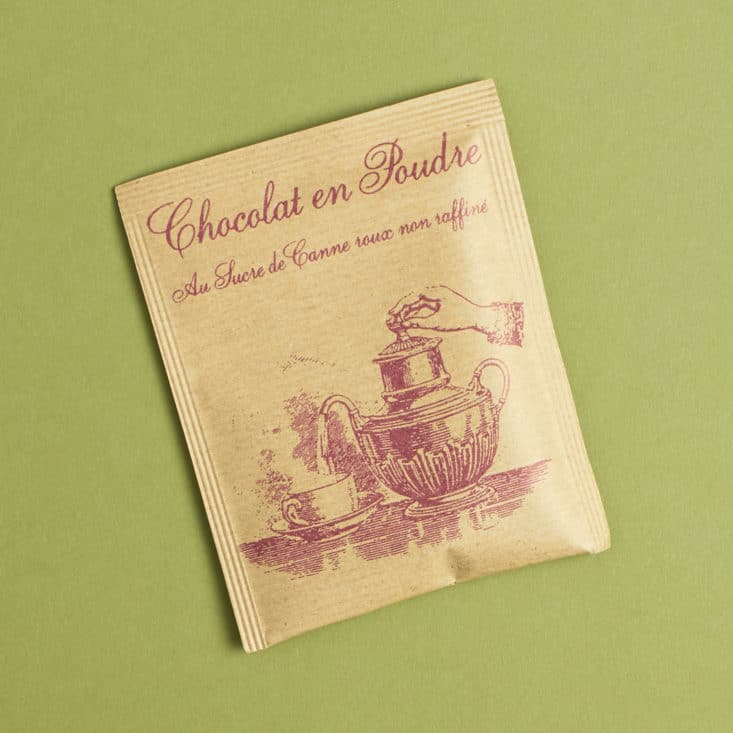 Chocolat en Poudre
Au Sucre de Canne roux non raffiné